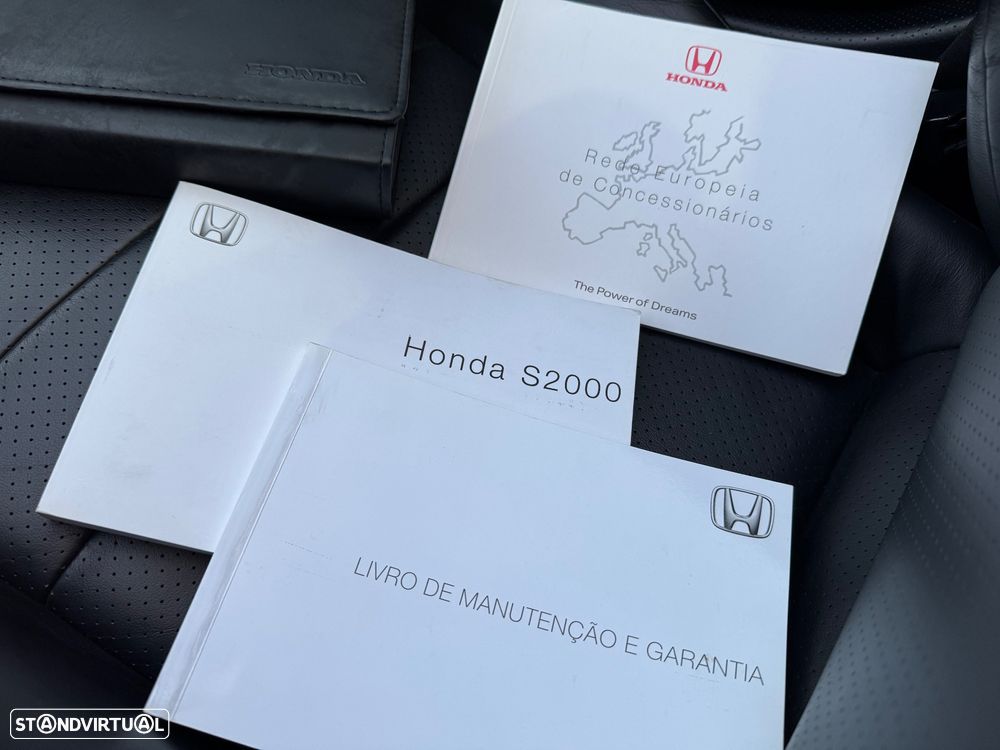 HONDA
HONDA
Rede Europeia
de Concessionários
The Power of Dreams
Honda S2000
LIVRO DE MANUTENÇÃO E GARANTIA
STANDVIRTUAL